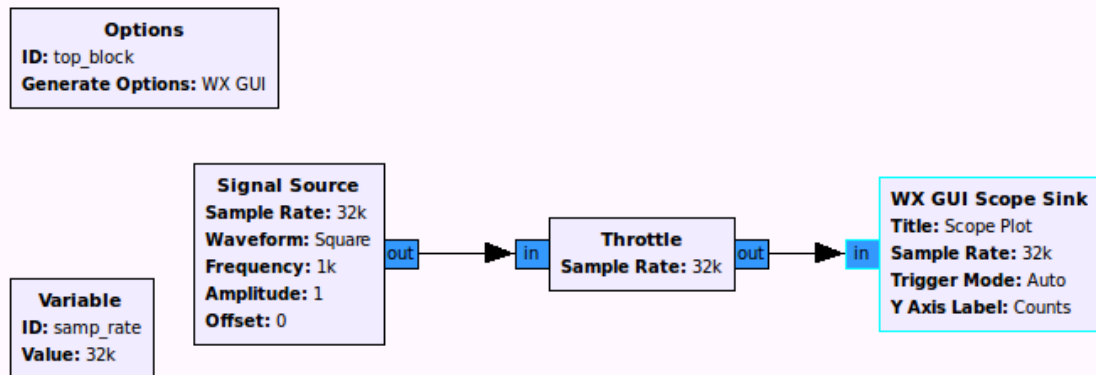 Options
ID: top_block
Generate Options: WX GUI
Signal Source
Sample Rate: 32k
Waveform: Square
Frequency: 1k
Amplitude: 1
Offset: 0
out
in
Throttle
Sample Rate: 32k
out
in
WX GUI Scope Sink
Title: Scope Plot
Sample Rate: 32k
Trigger Mode: Auto
Y Axis Label: Counts
Variable
ID: samp_rate
Value: 32k